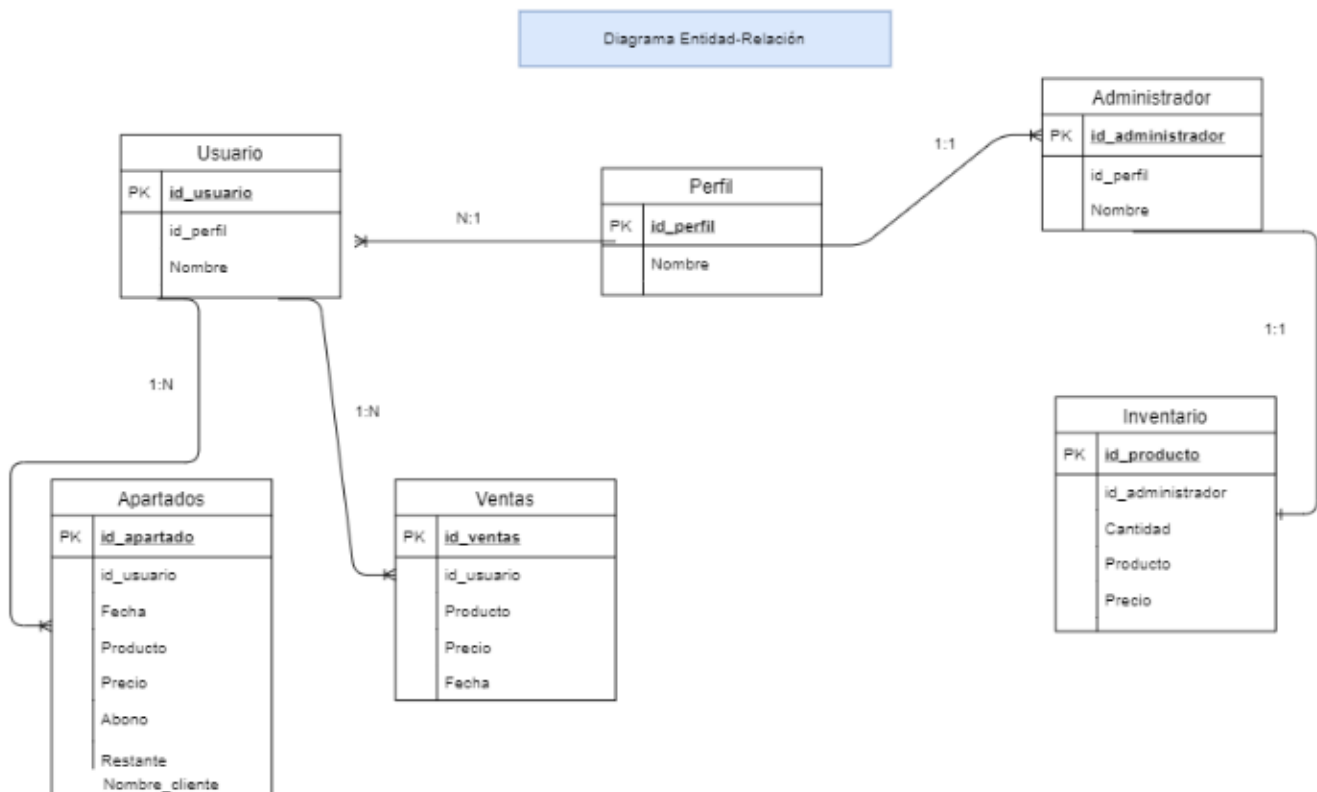 Diagrama Entidad-Relación
Usuario
PK id_usuario
id_perfil
Nombre
N:1
Perfil
PK id_perfil
Nombre
1:1
Administrador
PK id_administrador
id_perfil
Nombre
1:1
1:N
1:N
Apartados
PK id_apartado
id_usuario
Fecha
Producto
Precio
Abono
Restante
Nombre_cliente
Ventas
PK id_ventas
id_usuario
Producto
Precio
Fecha
Inventario
PK id_producto
id_administrador
Cantidad
Producto
Precio